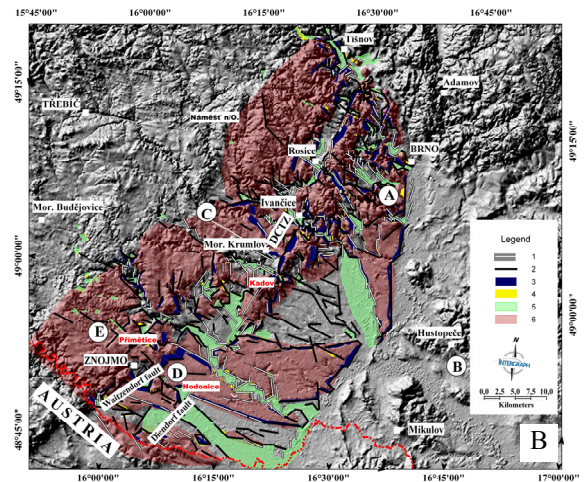 15°45'00" 16°00'00" 16°15'00" 16°30'00" 16°45'00" 17°00'00"
Tišnov
49°15'00"
Adamov
TŘEBÍČ
Náměšť n/O.
49°15'00"
Rosice
BRNO
A
Ivančice
C
DCTZ
Mor. Budějovice
Mor. Krumlov
49°00'00"
Kadov
Legend
1
2
3
4
5
6
N
INTERGRAPH
0,0 2,5 5,0 7,5 10,0
Kilometers
49°00'00"
E
Přímětice
Hustopeče
B
ZNOJMO
D
Hodonice
Waitzendorf fault
Diendorf fault
AUSTRIA
48°45'00"
Mikulov
B
16°00'00" 16°15'00" 16°30'00" 16°45'00" 17°00'00"